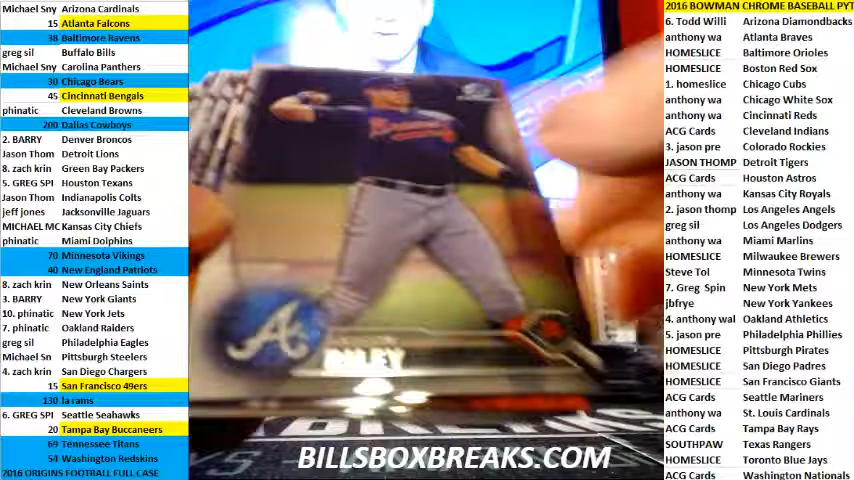 Michael Sny Arizona Cardinals
15 Atlanta Falcons
38 Baltimore Ravens
greg sil Buffalo Bills
Michael Sny Carolina Panthers
30 Chicago Bears
45 Cincinnati Bengals
phinatic Cleveland Browns
200 Dallas Cowboys
2. BARRY Denver Broncos
Jason Thom Detroit Lions
8. zach krin Green Bay Packers
5. GREG SPI Houston Texans
Jason Thom Indianapolis Colts
jeff jones Jacksonville Jaguars
MICHAEL MC Kansas City Chiefs
phinatic Miami Dolphins
70 Minnesota Vikings
40 New England Patriots
8. zach krin New Orleans Saints
3. BARRY New York Giants
10. phinatic New York Jets
7. phinatic Oakland Raiders
greg sil Philadelphia Eagles
Michael Sn Pittsburgh Steelers
4. zach krin San Diego Chargers
15 San Francisco 49ers
130 la rams
6. GREG SPI Seattle Seahawks
20 Tampa Bay Buccaneers
69 Tennessee Titans
54 Washington Redskins
2016 ORIGINS FOOTBALL FULL CASE
A
RILEY
BILLSBOXBREAKS.COM
2016 BOWMAN CHROME BASEBALL PYT
6. Todd Willi Arizona Diamondbacks
anthony wa Atlanta Braves
HOMESLICE Baltimore Orioles
HOMESLICE Boston Red Sox
1. homeslice Chicago Cubs
anthony wa Chicago White Sox
anthony wa Cincinnati Reds
ACG Cards Cleveland Indians
3. jason pre Colorado Rockies
JASON THOMP Detroit Tigers
ACG Cards Houston Astros
anthony wa Kansas City Royals
2. jason thomp Los Angeles Angels
greg sil Los Angeles Dodgers
anthony wa Miami Marlins
HOMESLICE Milwaukee Brewers
Steve Tol Minnesota Twins
7. Greg Spin New York Mets
jbfrye New York Yankees
4. anthony wal Oakland Athletics
5. jason pre Philadelphia Phillies
HOMESLICE Pittsburgh Pirates
HOMESLICE San Diego Padres
HOMESLICE San Francisco Giants
ACG Cards Seattle Mariners
anthony wa St. Louis Cardinals
ACG Cards Tampa Bay Rays
SOUTHPAW Texas Rangers
HOMESLICE Toronto Blue Jays
ACG Cards Washington Nationals